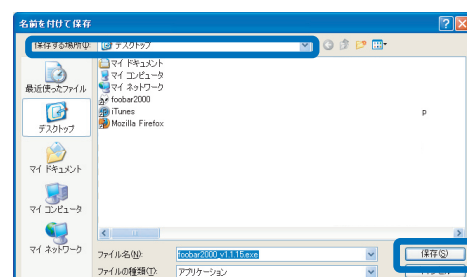 名前を付けて保存
保存する場所(I):
デスクトップ
マイ ドキュメント
マイ コンピュータ
マイ ネットワーク
foobar2000
iTunes
Mozilla Firefox
p
最近使ったファイル
デスクトップ
マイ ドキュメント
マイ コンピュータ
マイ ネットワーク
ファイル名(N):
foobar2000_v1.1.15.exe
保存(S)
ファイルの種類(T):
アプリケーション